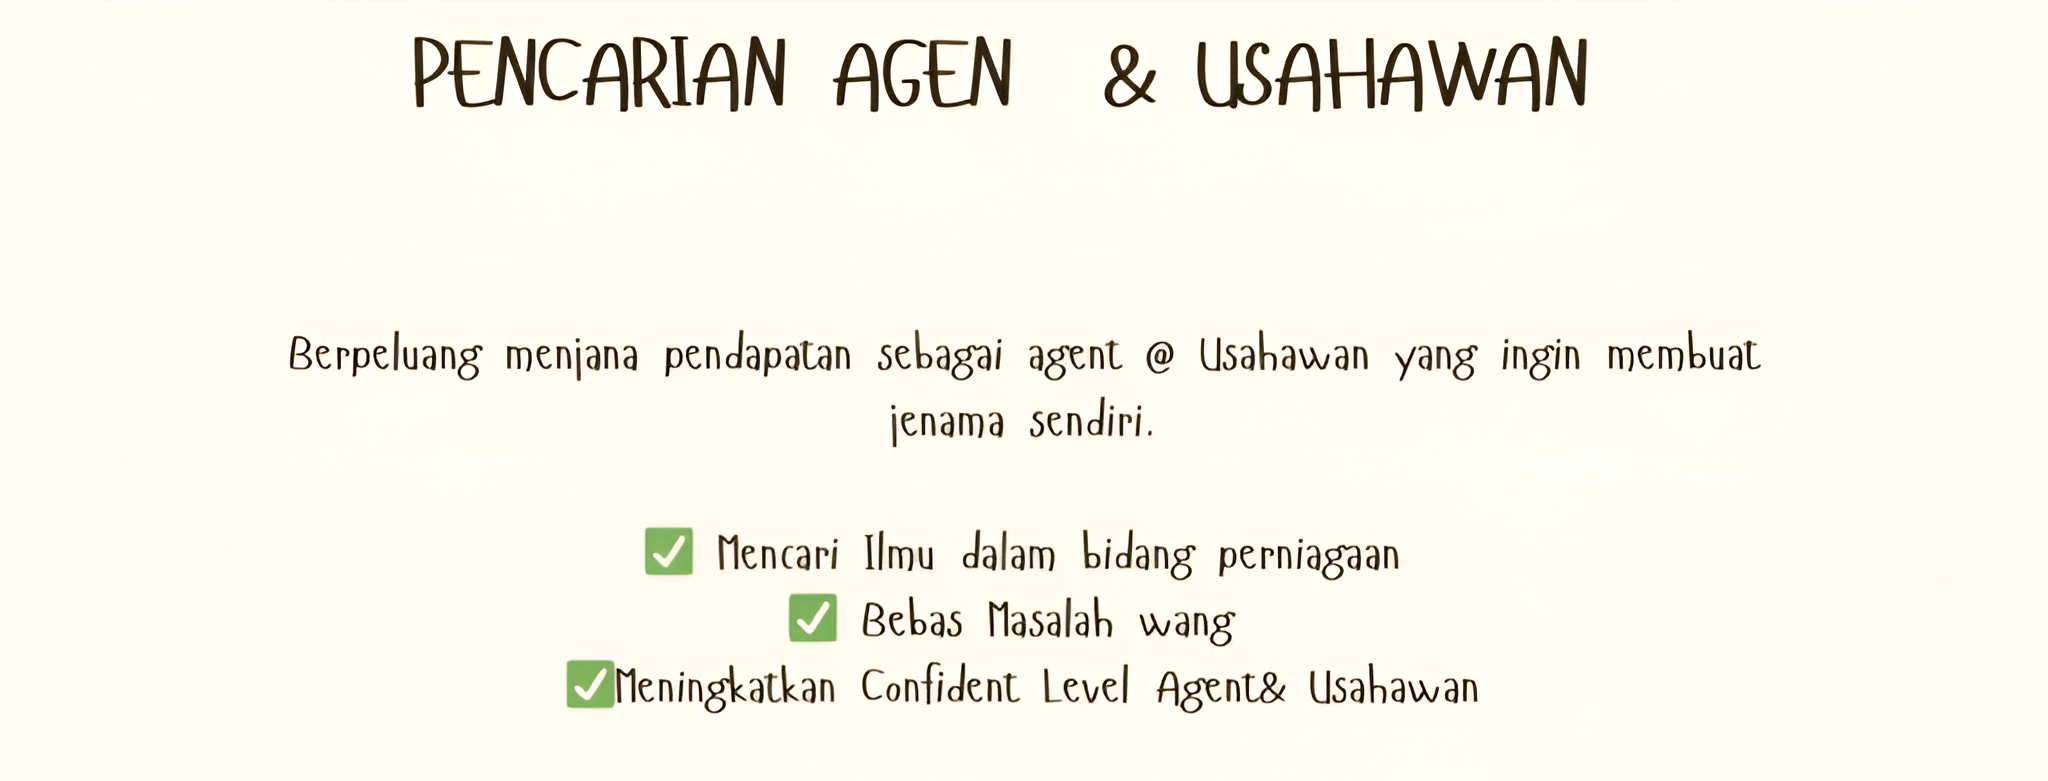 PENCARIAN AGEN & USAHAWAN
Berpeluang menjana pendapatan sebagai agent @ Usahawan yang ingin membuat
jenama sendiri.
✅ Mencari Ilmu dalam bidang perniagaan
✅ Bebas Masalah wang
✅Meningkatkan Confident Level Agent& Usahawan